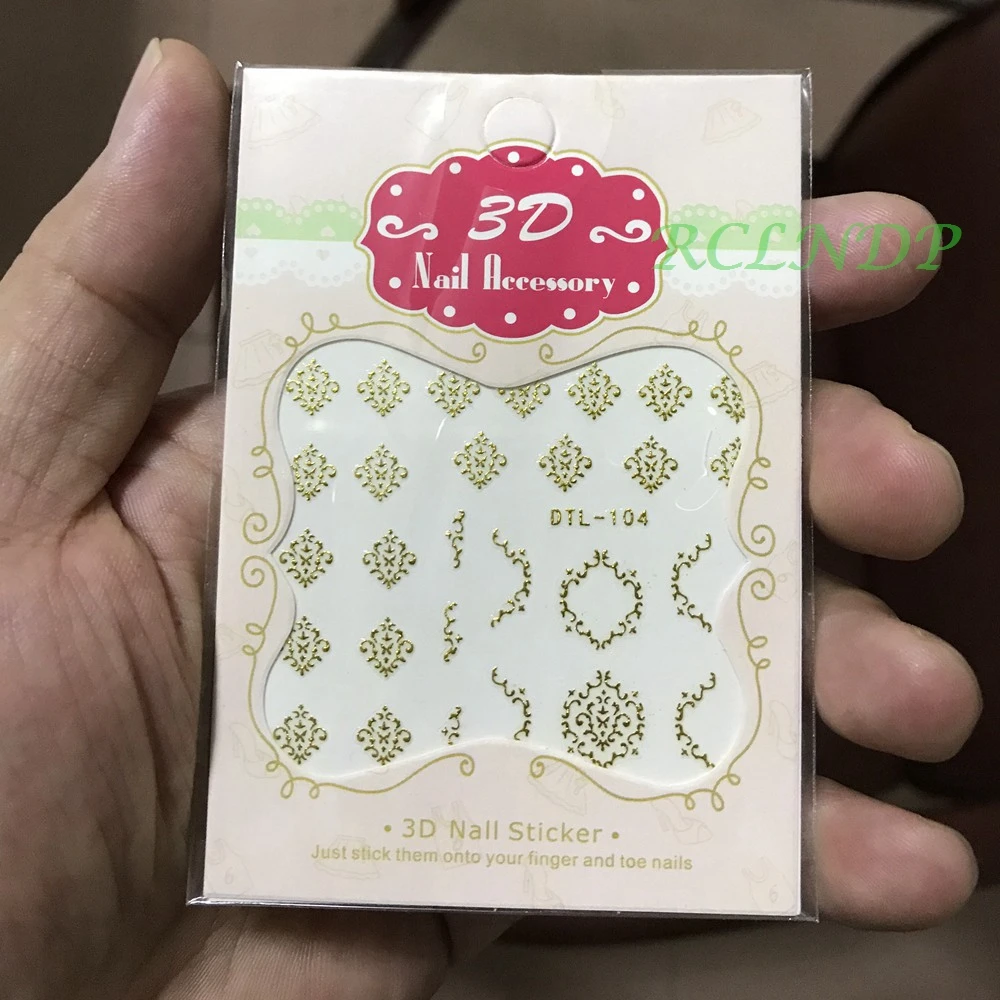 3D
Nail Accessory
RCLNDP
DTL-104
• 3D Nall Sticker •
Just stick them onto your finger and toe nails